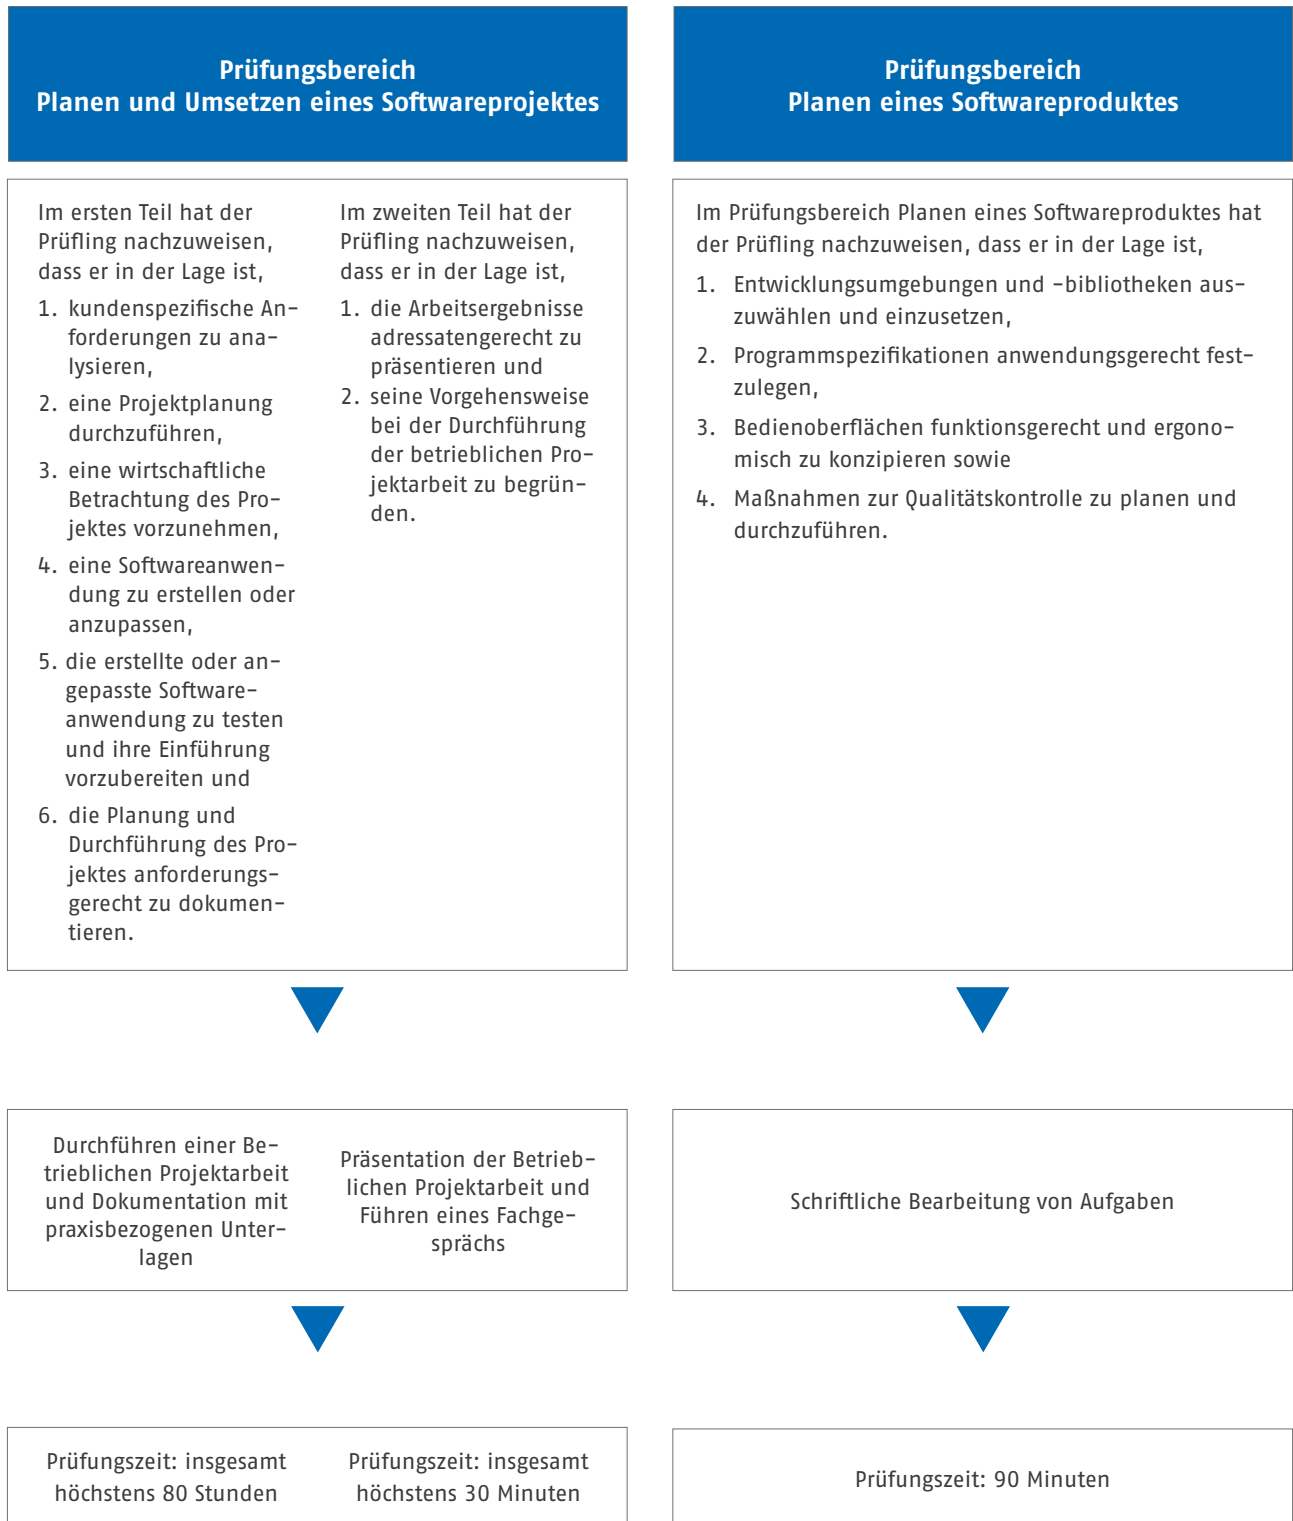 Prüfungsbereich
Planen und Umsetzen eines Softwareprojektes
Im ersten Teil hat der
Prüfling nachzuweisen,
dass er in der Lage ist,
1. kundenspezifische An-
forderungen zu ana-
lysieren,
2. eine Projektplanung
durchzuführen,
3. eine wirtschaftliche
Betrachtung des Pro-
jektes vorzunehmen,
4. eine Softwareanwen-
dung zu erstellen oder
anzupassen,
5. die erstellte oder an-
gepasste Software-
anwendung zu testen
und ihre Einführung
vorzubereiten und
6. die Planung und
Durchführung des Pro-
jektes anforderungs-
gerecht zu dokumen-
tieren.
Im zweiten Teil hat der
Prüfling nachzuweisen,
dass er in der Lage ist,
1. die Arbeitsergebnisse
adressatengerecht zu
präsentieren und
2. seine Vorgehensweise
bei der Durchführung
der betrieblichen Pro-
jektarbeit zu begrün-
den.
Durchführen einer Be-
trieblichen Projektarbeit
und Dokumentation mit
praxisbezogenen Unter-
lagen
Präsentation der Betrieb-
lichen Projektarbeit und
Führen eines Fachge-
sprächs
Prüfungszeit: insgesamt
höchstens 80 Stunden
Prüfungszeit: insgesamt
höchstens 30 Minuten
Prüfungsbereich
Planen eines Softwareproduktes
Im Prüfungsbereich Planen eines Softwareproduktes hat
der Prüfling nachzuweisen, dass er in der Lage ist,
1. Entwicklungsumgebungen und -bibliotheken aus-
zuwählen und einzusetzen,
2. Programmspezifikationen anwendungsgerecht fest-
zulegen,
3. Bedienoberflächen funktionsgerecht und ergono-
misch zu konzipieren sowie
4. Maßnahmen zur Qualitätskontrolle zu planen und
durchzuführen.
Schriftliche Bearbeitung von Aufgaben
Prüfungszeit: 90 Minuten